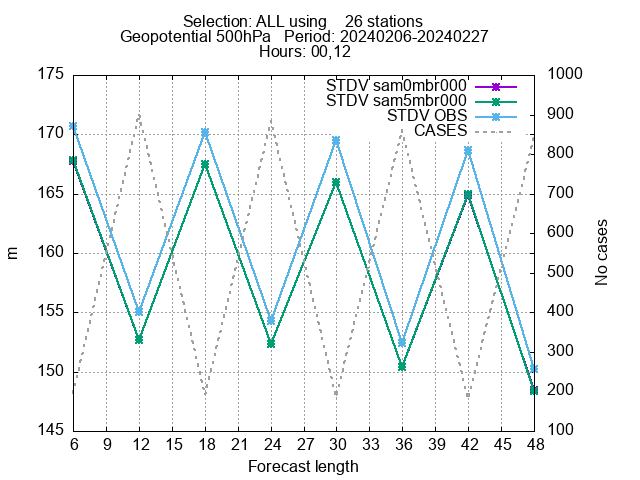 Selection: ALL using    26 stations
Geopotential 500hPa   Period: 20240206-20240227
Hours: 00,12
STDV sam0mbr000
STDV sam5mbr000
STDV OBS
CASES
175
170
165
160
155
150
145
m
1000
900
800
700
600
500
400
300
200
100
No cases
6 9 12 15 18 21 24 27 30 33 36 39 42 45 48
Forecast length